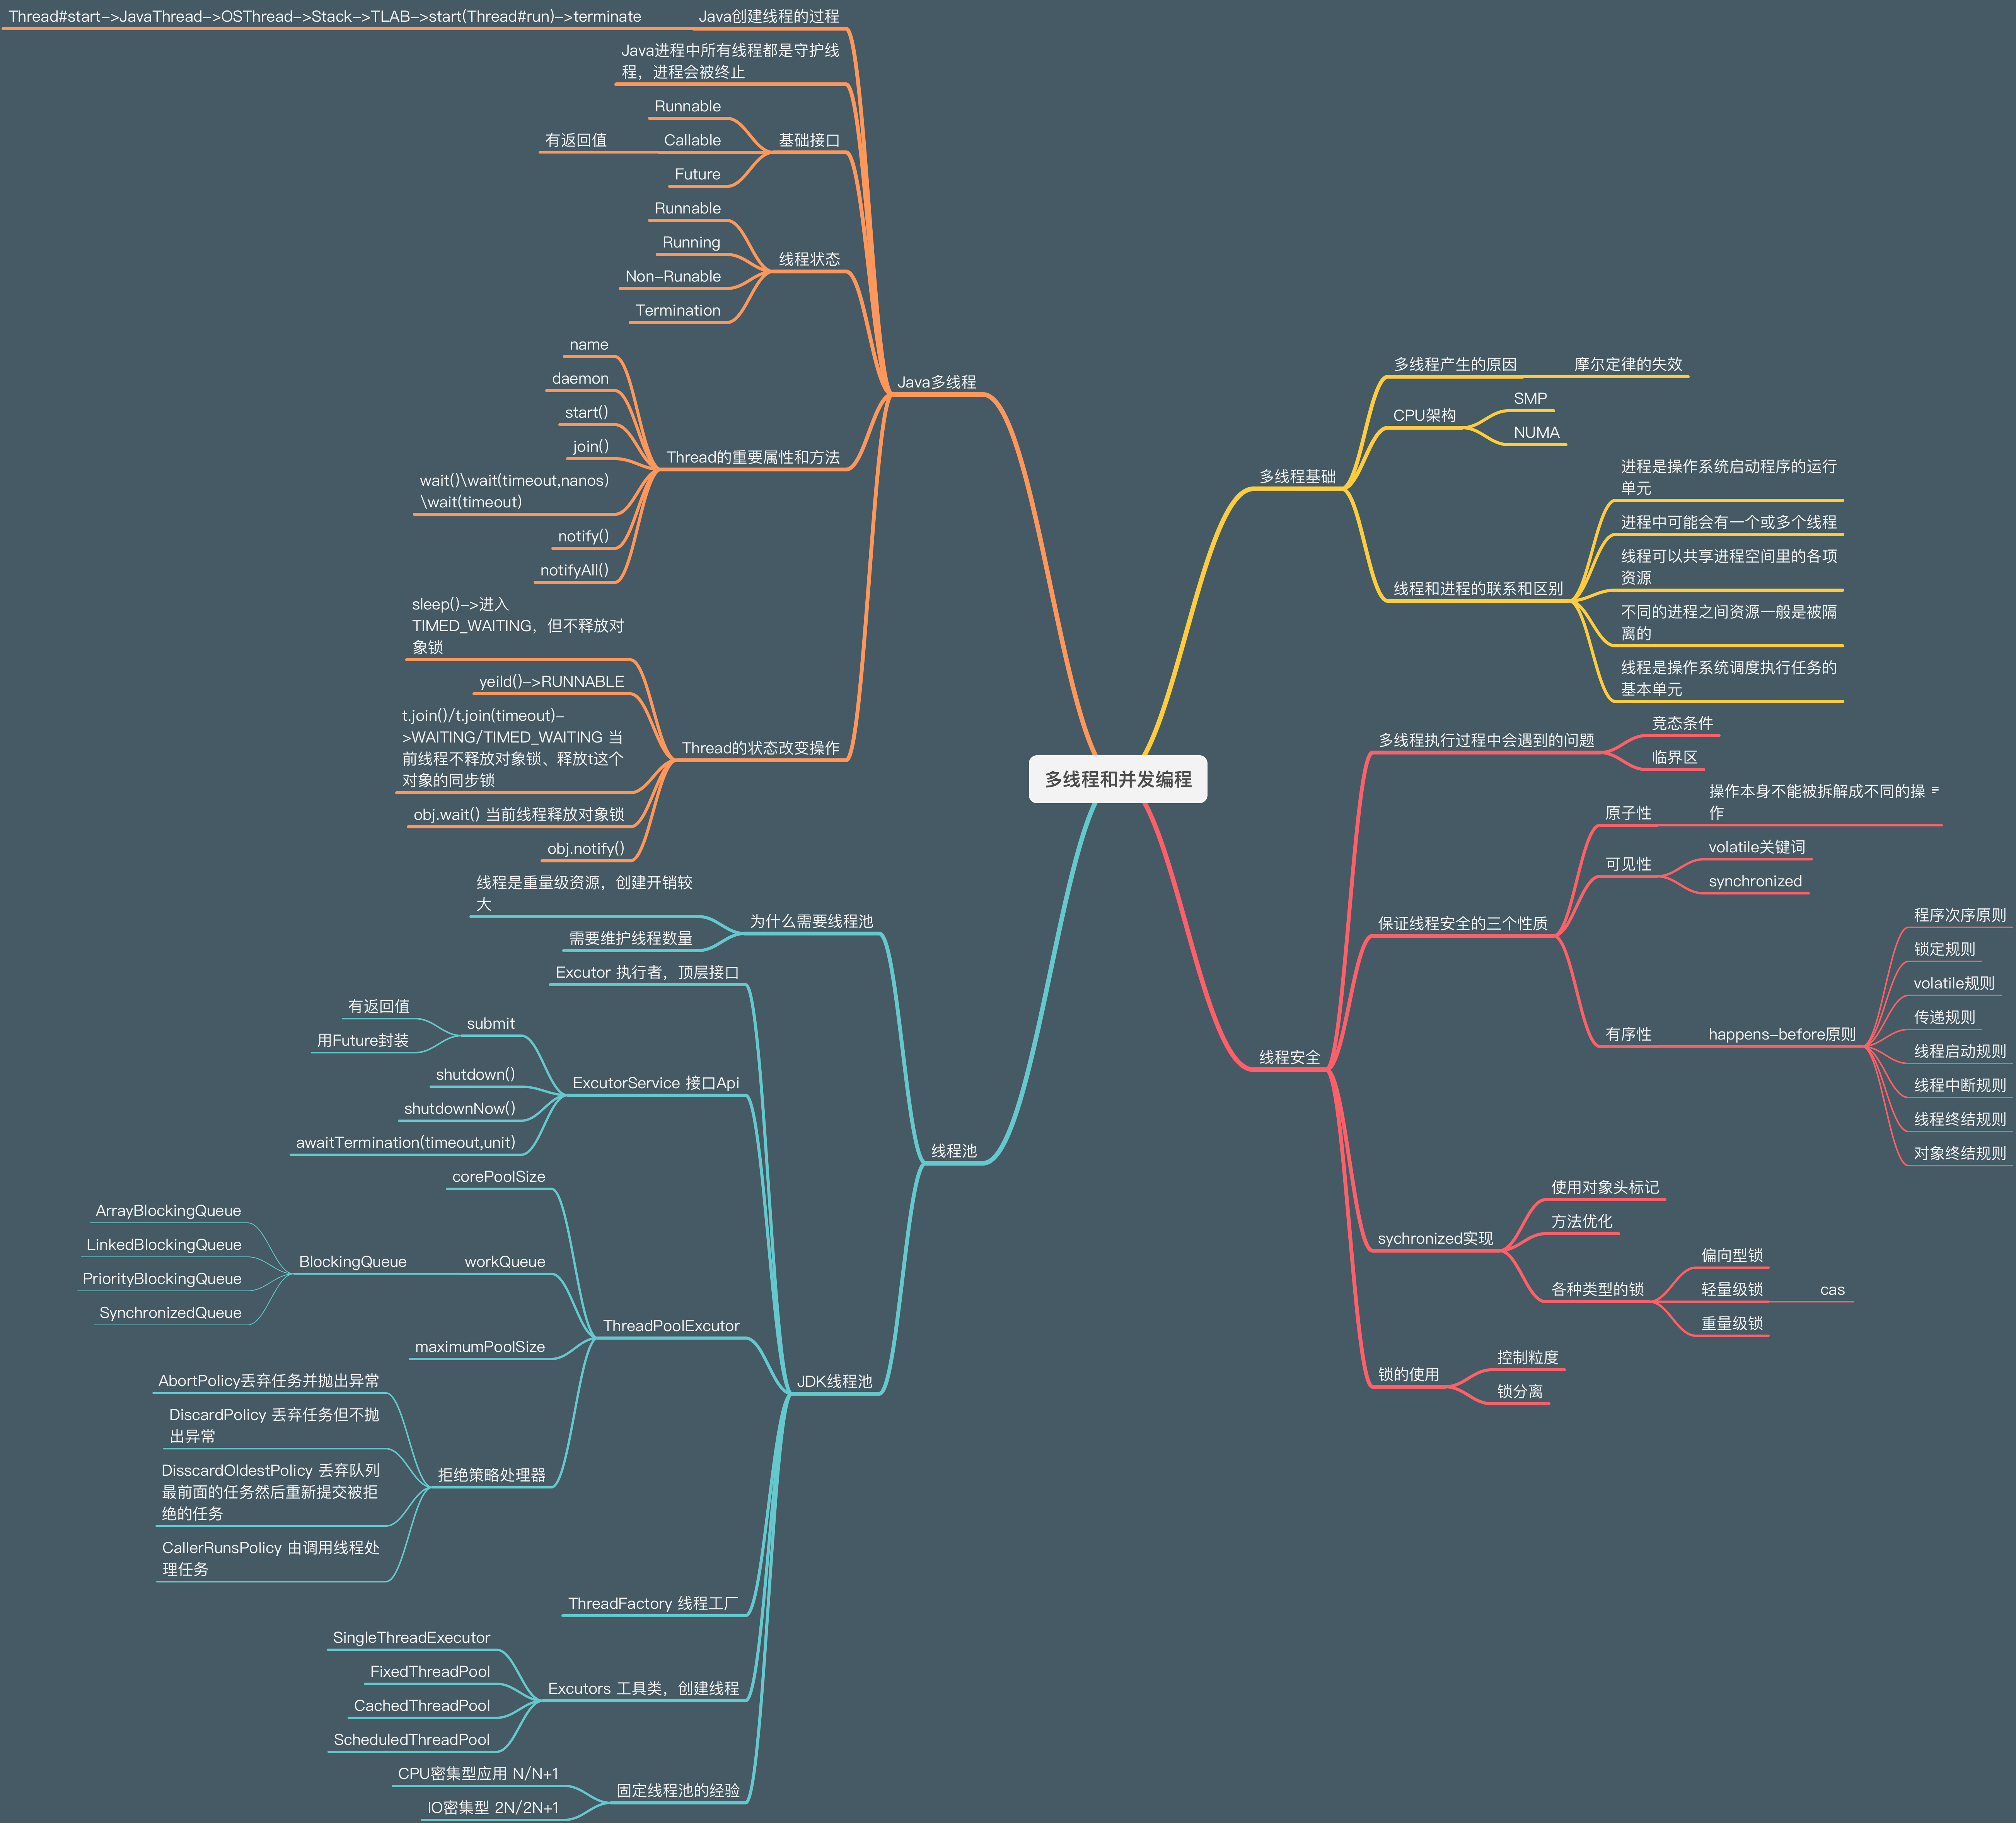 Thread#start->JavaThread->OSThread->Stack->TLAB->start(Thread#run)->terminate
Java创建线程的过程
Java进程中所有线程都是守护线
程，进程会被终止
Runnable
有返回值
Callable
Future
基础接口
Runnable
Running
Non-Runable
Termination
线程状态
name
daemon
start()
join()
wait()\wait(timeout,nanos)
\wait(timeout)
notify()
notifyAll()
Thread的重要属性和方法
sleep()->进入
TIMED_WAITING，但不释放对
象锁
yeild()->RUNNABLE
t.join()/t.join(timeout)-
>WAITING/TIMED_WAITING 当
前线程不释放对象锁、释放t这个
对象的同步锁
obj.wait() 当前线程释放对象锁
obj.notify()
Thread的状态改变操作
Java多线程
多线程和并发编程
多线程基础
多线程产生的原因
摩尔定律的失效
CPU架构
SMP
NUMA
线程和进程的联系和区别
进程是操作系统启动程序的运行
单元
进程中可能会有一个或多个线程
线程可以共享进程空间里的各项
资源
不同的进程之间资源一般是被隔
离的
线程是操作系统调度执行任务的
基本单元
线程安全
多线程执行过程中会遇到的问题
竞态条件
临界区
保证线程安全的三个性质
原子性
操作本身不能被拆解成不同的操
作
可见性
volatile关键词
synchronized
有序性
happens-before原则
程序次序原则
锁定规则
volatile规则
传递规则
线程启动规则
线程中断规则
线程终结规则
对象终结规则
sychronized实现
使用对象头标记
方法优化
各种类型的锁
偏向型锁
轻量级锁
cas
重量级锁
锁的使用
控制粒度
锁分离
线程池
为什么需要线程池
线程是重量级资源，创建开销较
大
需要维护线程数量
JDK线程池
Excutor 执行者，顶层接口
ExcutorService 接口Api
submit
有返回值
用Future封装
shutdown()
shutdownNow()
awaitTermination(timeout,unit)
ThreadPoolExcutor
corePoolSize
workQueue
BlockingQueue
ArrayBlockingQueue
LinkedBlockingQueue
PriorityBlockingQueue
SynchronizedQueue
maximumPoolSize
拒绝策略处理器
AbortPolicy丢弃任务并抛出异常
DiscardPolicy 丢弃任务但不抛
出异常
DisscardOldestPolicy 丢弃队列
最前面的任务然后重新提交被拒
绝的任务
CallerRunsPolicy 由调用线程处
理任务
ThreadFactory 线程工厂
Excutors 工具类，创建线程
SingleThreadExecutor
FixedThreadPool
CachedThreadPool
ScheduledThreadPool
固定线程池的经验
CPU密集型应用 N/N+1
IO密集型 2N/2N+1